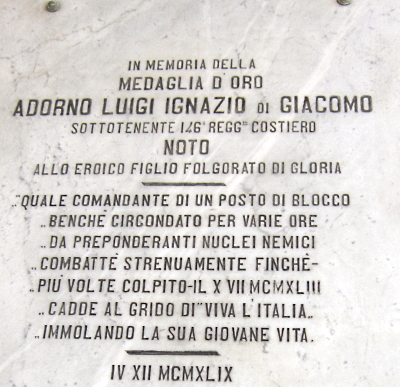 IN MEMORIA DELLA
MEDAGLIA D'ORO
ADORNO LUIGI IGNAZIO DI GIACOMO
SOTTOTENENTE 146° REGG^TO COSTIERO
NOTO
ALLO EROICO FIGLIO FOLGORATO DI GLORIA
„QUALE COMANDANTE DI UN POSTO DI BLOCCO
„BENCHÈ CIRCONDATO PER VARIE ORE
„DA PREPONDERANTI NUCLEI NEMICI
„COMBATTÈ STRENUAMENTE FINCHÈ-
„PIÙ VOLTE COLPITO-IL X VII MCMXLIII
„CADDE AL GRIDO DI "VIVA L'ITALIA„
„IMMOLANDO LA SUA GIOVANE VITA.
IV XII MCMXLIX